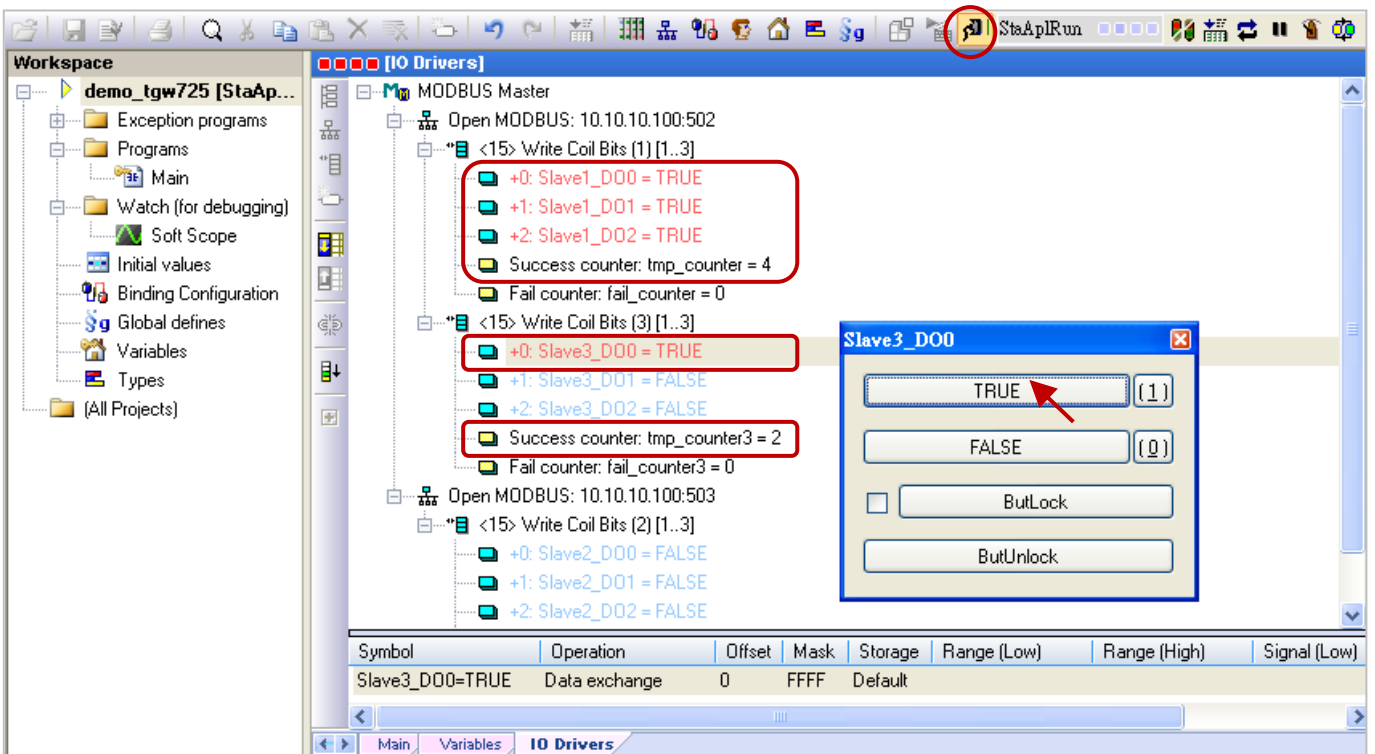 StaAplRun
Workspace
demo_tgw725 [StaAp...
Exception programs
Programs
Main
Watch (for debugging)
Soft Scope
Initial values
Binding Configuration
Global defines
Variables
Types
(All Projects)
[IO Drivers]
MODBUS Master
Open MODBUS: 10.10.10.100:502
<15> Write Coil Bits (1) [1..3]
+0: Slave1_DO0 = TRUE
+1: Slave1_DO1 = TRUE
+2: Slave1_DO2 = TRUE
Success counter: tmp_counter = 4
Fail counter: fail_counter = 0
<15> Write Coil Bits (3) [1..3]
+0: Slave3_DO0 = TRUE
+1: Slave3_DO1 = FALSE
+2: Slave3_DO2 = FALSE
Success counter: tmp_counter3 = 2
Fail counter: fail_counter3 = 0
Open MODBUS: 10.10.10.100:503
<15> Write Coil Bits (2) [1..3]
+0: Slave2_DO0 = FALSE
+1: Slave2_DO1 = FALSE
+2: Slave2_DO2 = FALSE
Slave3_DO0
TRUE (1)
FALSE (0)
ButLock
ButUnlock
Symbol Operation Offset Mask Storage Range (Low) Range (High) Signal (Low)
Slave3_DO0=TRUE Data exchange 0 FFFF Default
Main Variables IO Drivers